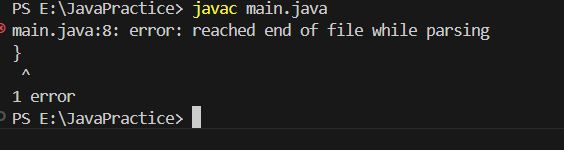 PS E:\JavaPractice> javac main.java
main.java:8: error: reached end of file while parsing
}
 ^
1 error
PS E:\JavaPractice>